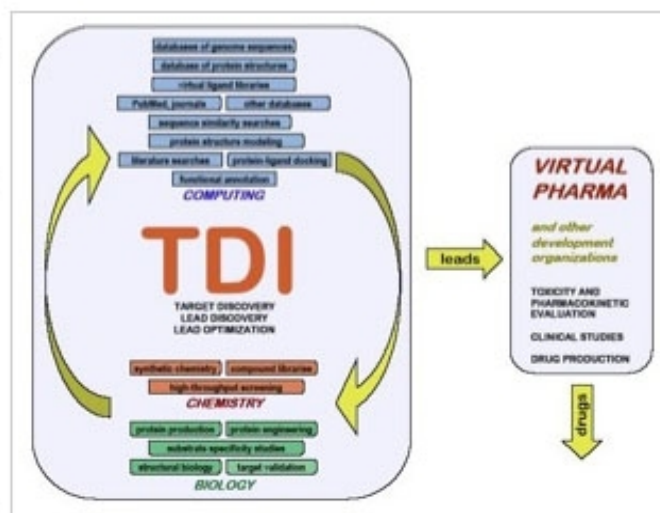 databases of genome sequences
database of protein structures
virtual ligand libraries
PubMed, journals
other databases
sequence similarity searches
protein structure modeling
literature searches
protein-ligand docking
functional annotation
COMPUTING
TDI
TARGET DISCOVERY
LEAD DISCOVERY
LEAD OPTIMIZATION
synthetic chemistry
compound libraries
high-throughput screening
CHEMISTRY
protein production
protein engineering
substrate specificity studies
structural biology
target validation
BIOLOGY
leads
VIRTUAL
PHARMA
and other
development
organizations
TOXICITY AND
PHARMACOKINETIC
EVALUATION
CLINICAL STUDIES
DRUG PRODUCTION
drugs